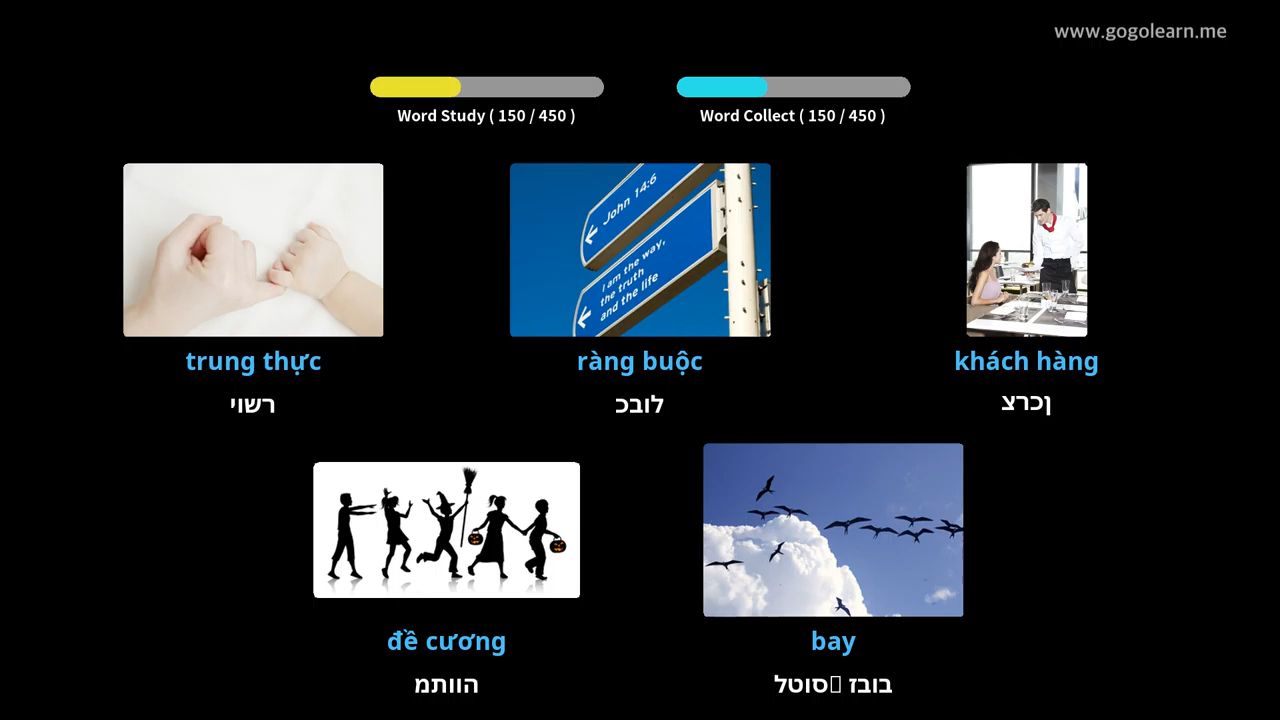 www.gogolearn.me
Word Study ( 150 / 450 )
Word Collect ( 150 / 450 )
trung thực
רשוי
ràng buộc
לובכ
khách hàng
ןכרצ
John 14:6
I am the way,
the truth
and the life
đề cương
הוותמ
bay
בובז ▯סוטל